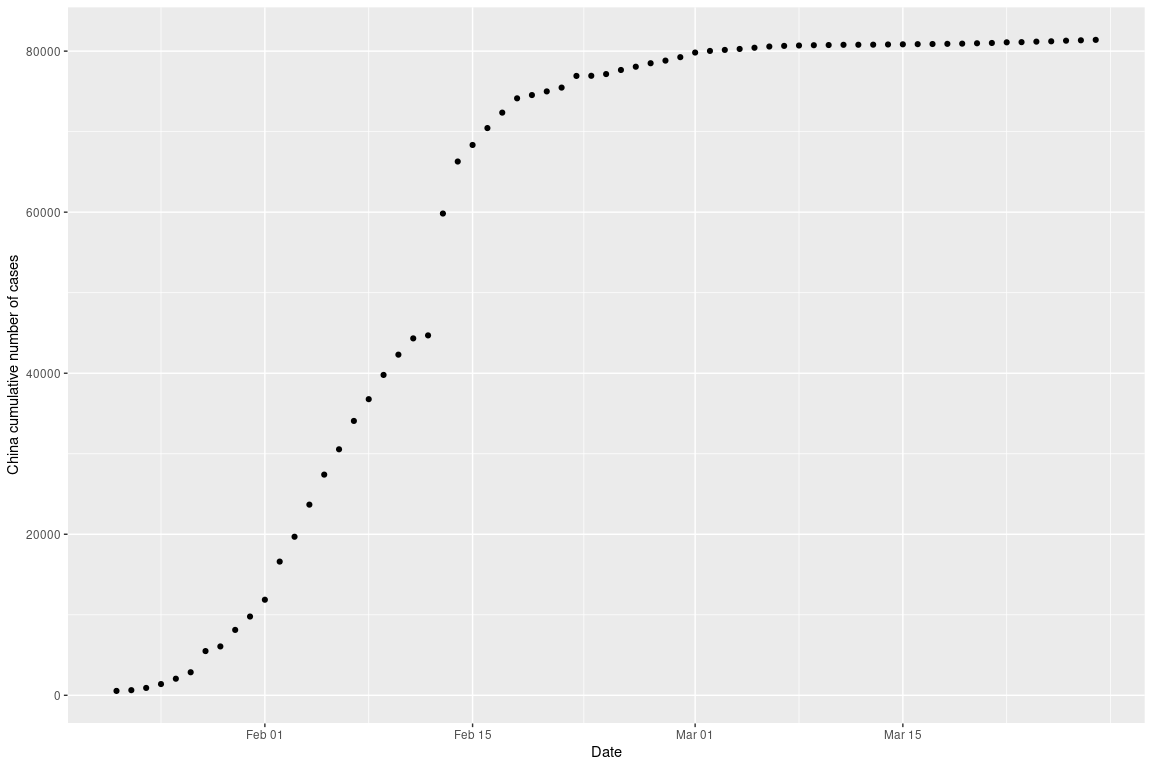 China cumulative number of cases
80000
60000
40000
20000
0
Feb 01
Feb 15
Mar 01
Mar 15
Date